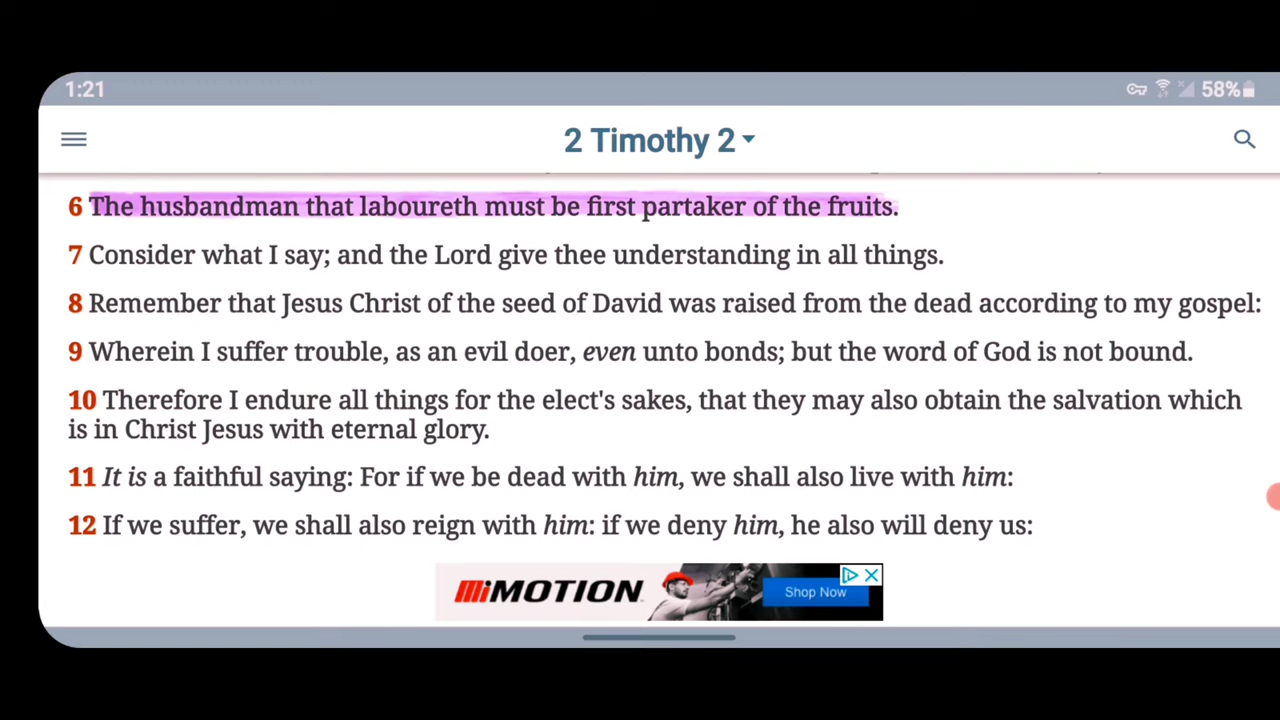 1:21
58%
2 Timothy 2
6 The husbandman that laboureth must be first partaker of the fruits.
7 Consider what I say; and the Lord give thee understanding in all things.
8 Remember that Jesus Christ of the seed of David was raised from the dead according to my gospel:
9 Wherein I suffer trouble, as an evil doer, even unto bonds; but the word of God is not bound.
10 Therefore I endure all things for the elect's sakes, that they may also obtain the salvation which
is in Christ Jesus with eternal glory.
11 It is a faithful saying: For if we be dead with him, we shall also live with him:
12 If we suffer, we shall also reign with him: if we deny him, he also will deny us:
MiMOTION
Shop Now